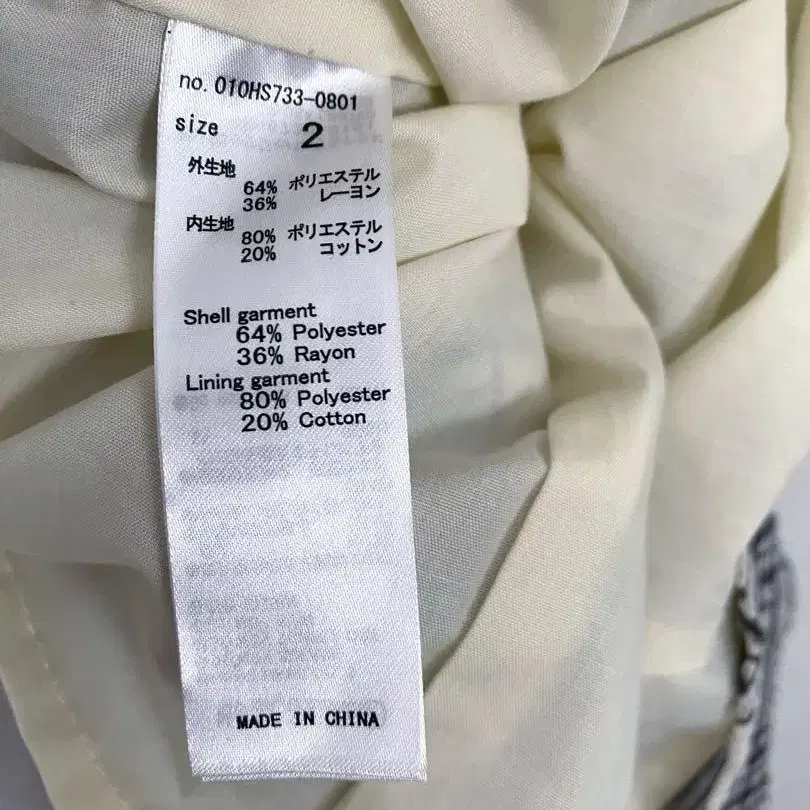 no. 010HS733-0801
size 2
外生地
64% ポリエステル
36% レーヨン
内生地
80% ポリエステル
20% コットン
Shell garment
64% Polyester
36% Rayon
Lining garment
80% Polyester
20% Cotton
MADE IN CHINA